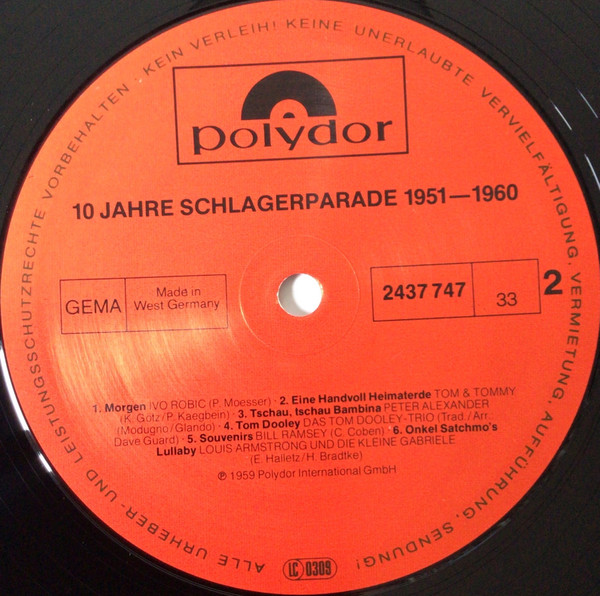 ALLE URHEBER- UND LEISTUNGSSCHUTZRECHTE VORBEHALTEN · KEIN VERLEIH! KEINE UNERLAUBTE VERVIELFÄLTIGUNG, VERMIETUNG, AUFFÜHRUNG, SENDUNG!
polydor
10 JAHRE SCHLAGERPARADE 1951—1960
GEMA
Made in
West Germany
2437 747
33
2
1. Morgen IVO ROBIC (P. Moesser) · 2. Eine Handvoll Heimaterde TOM & TOMMY
(K. Götz/P. Kaegbein) · 3. Tschau, tschau Bambina PETER ALEXANDER
(Modugno/Glando) · 4. Tom Dooley DAS TOM DOOLEY-TRIO (Trad./Arr.
Dave Guard) · 5. Souvenirs BILL RAMSEY (C. Coben) · 6. Onkel Satchmo's
Lullaby LOUIS ARMSTRONG UND DIE KLEINE GABRIELE
(E. Halletz/H. Bradtke)
℗ 1959 Polydor International GmbH
LC 0309